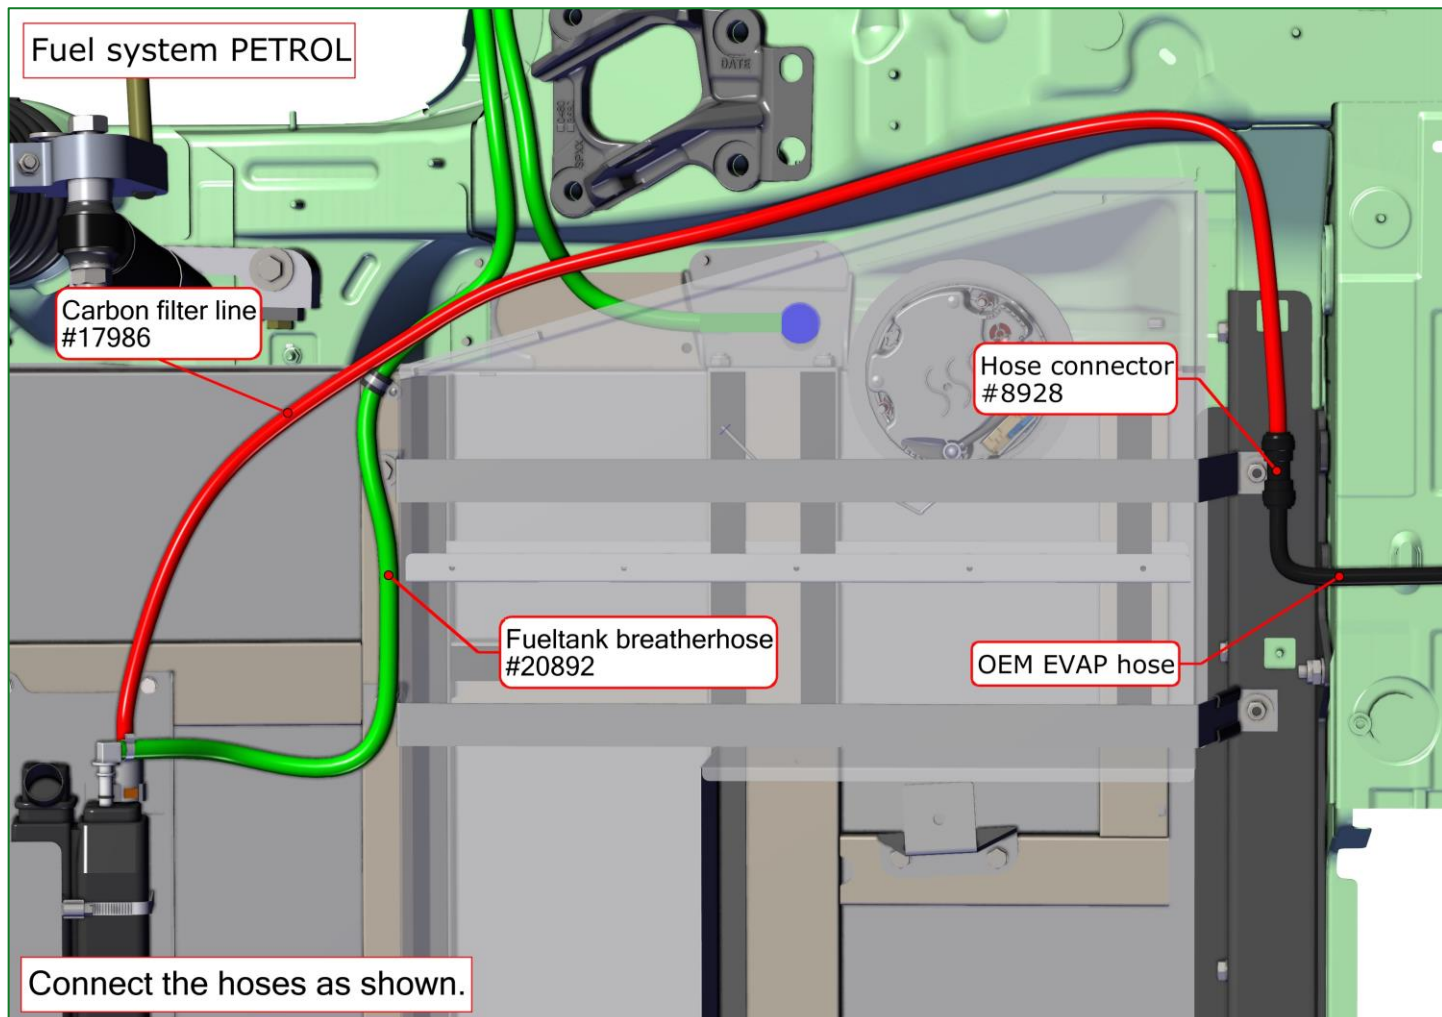 Fuel system PETROL
DATE
Carbon filter line
#17986
Hose connector
#8928
Fueltank breatherhose
#20892
OEM EVAP hose
Connect the hoses as shown.